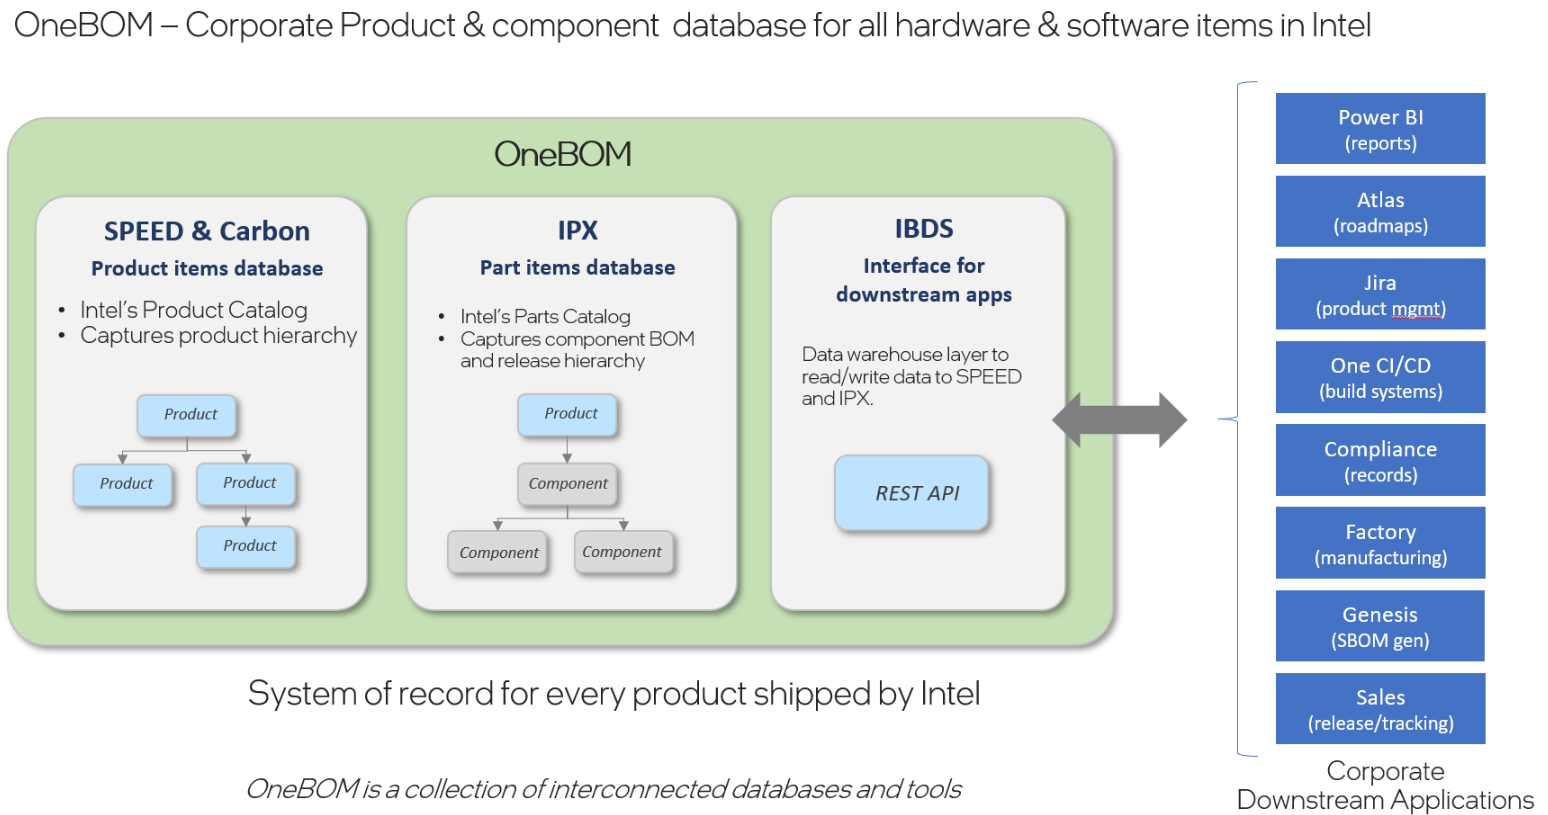 OneBOM – Corporate Product & component database for all hardware & software items in Intel
OneBOM
SPEED & Carbon
Product items database
• Intel's Product Catalog
• Captures product hierarchy
Product
Product
Product
Product
IPX
Part items database
• Intel's Parts Catalog
• Captures component BOM
and release hierarchy
Product
Component
Component
Component
IBDS
Interface for
downstream apps
Data warehouse layer to
read/write data to SPEED
and IPX.
REST API
Power BI
(reports)
Atlas
(roadmaps)
Jira
(product mgmt)
One CI/CD
(build systems)
Compliance
(records)
Factory
(manufacturing)
Genesis
(SBOM gen)
Sales
(release/tracking)
Corporate
Downstream Applications
System of record for every product shipped by Intel
OneBOM is a collection of interconnected databases and tools